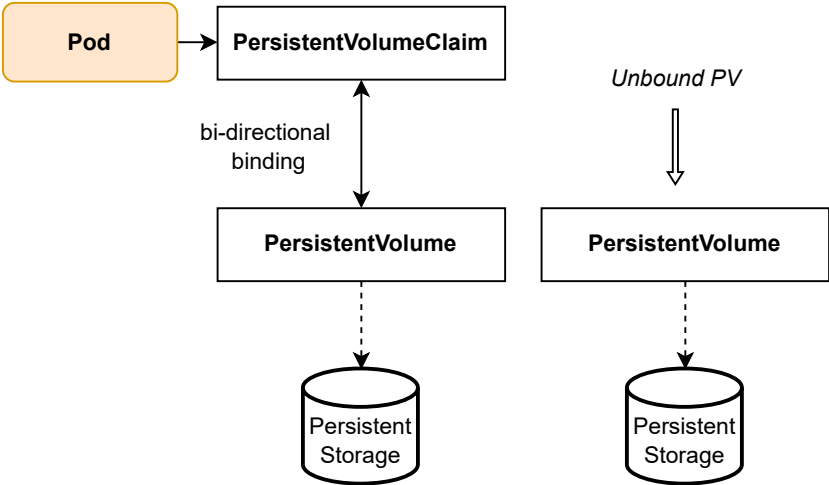 Pod
PersistentVolumeClaim
Unbound PV
bi-directional
binding
PersistentVolume
PersistentVolume
Persistent
Storage
Persistent
Storage